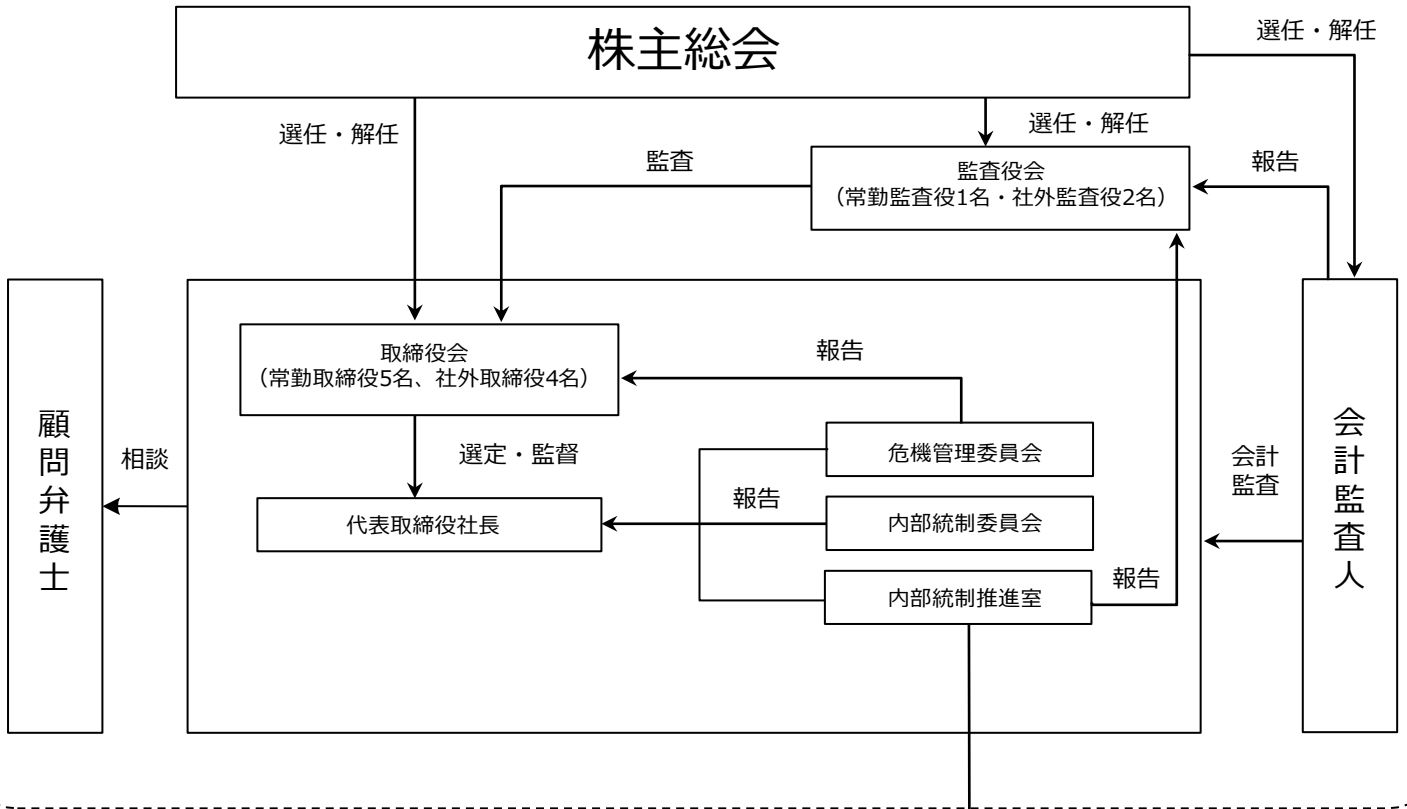 株主総会
選任・解任
選任・解任
選任・解任
監査役会
(常勤監査役1名・社外監査役2名)
監査
報告
取締役会
(常勤取締役5名、社外取締役4名)
報告
選定・監督
危機管理委員会
代表取締役社長
報告
内部統制委員会
内部統制推進室
報告
顧問弁護士
相談
会計
監査
会計監査人